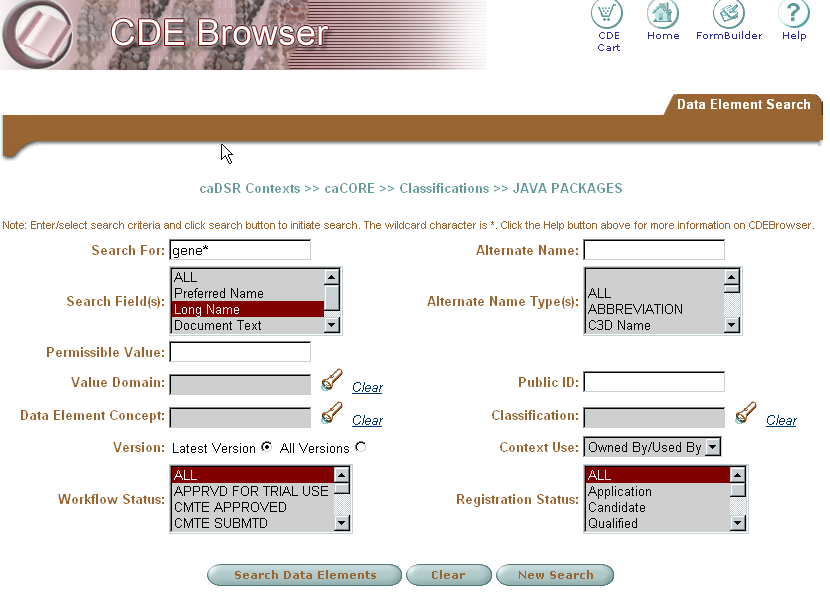 CDE Browser
CDE Cart
Home
FormBuilder
Help
Data Element Search
caDSR Contexts >> caCORE >> Classifications >> JAVA PACKAGES
Note: Enter/select search criteria and click search button to initiate search. The wildcard character is *. Click the Help button above for more information on CDEBrowser.
Search For: gene*
Alternate Name:
Search Field(s):
ALL
Preferred Name
Long Name
Document Text
Alternate Name Type(s):
ALL
ABBREVIATION
C3D Name
Permissible Value:
Value Domain: Clear
Public ID:
Data Element Concept: Clear
Classification: Clear
Version: Latest Version All Versions
Context Use: Owned By/Used By
Workflow Status:
ALL
APPRVD FOR TRIAL USE
CMTE APPROVED
CMTE SUBMTD
Registration Status:
ALL
Application
Candidate
Qualified
Search Data Elements
Clear
New Search